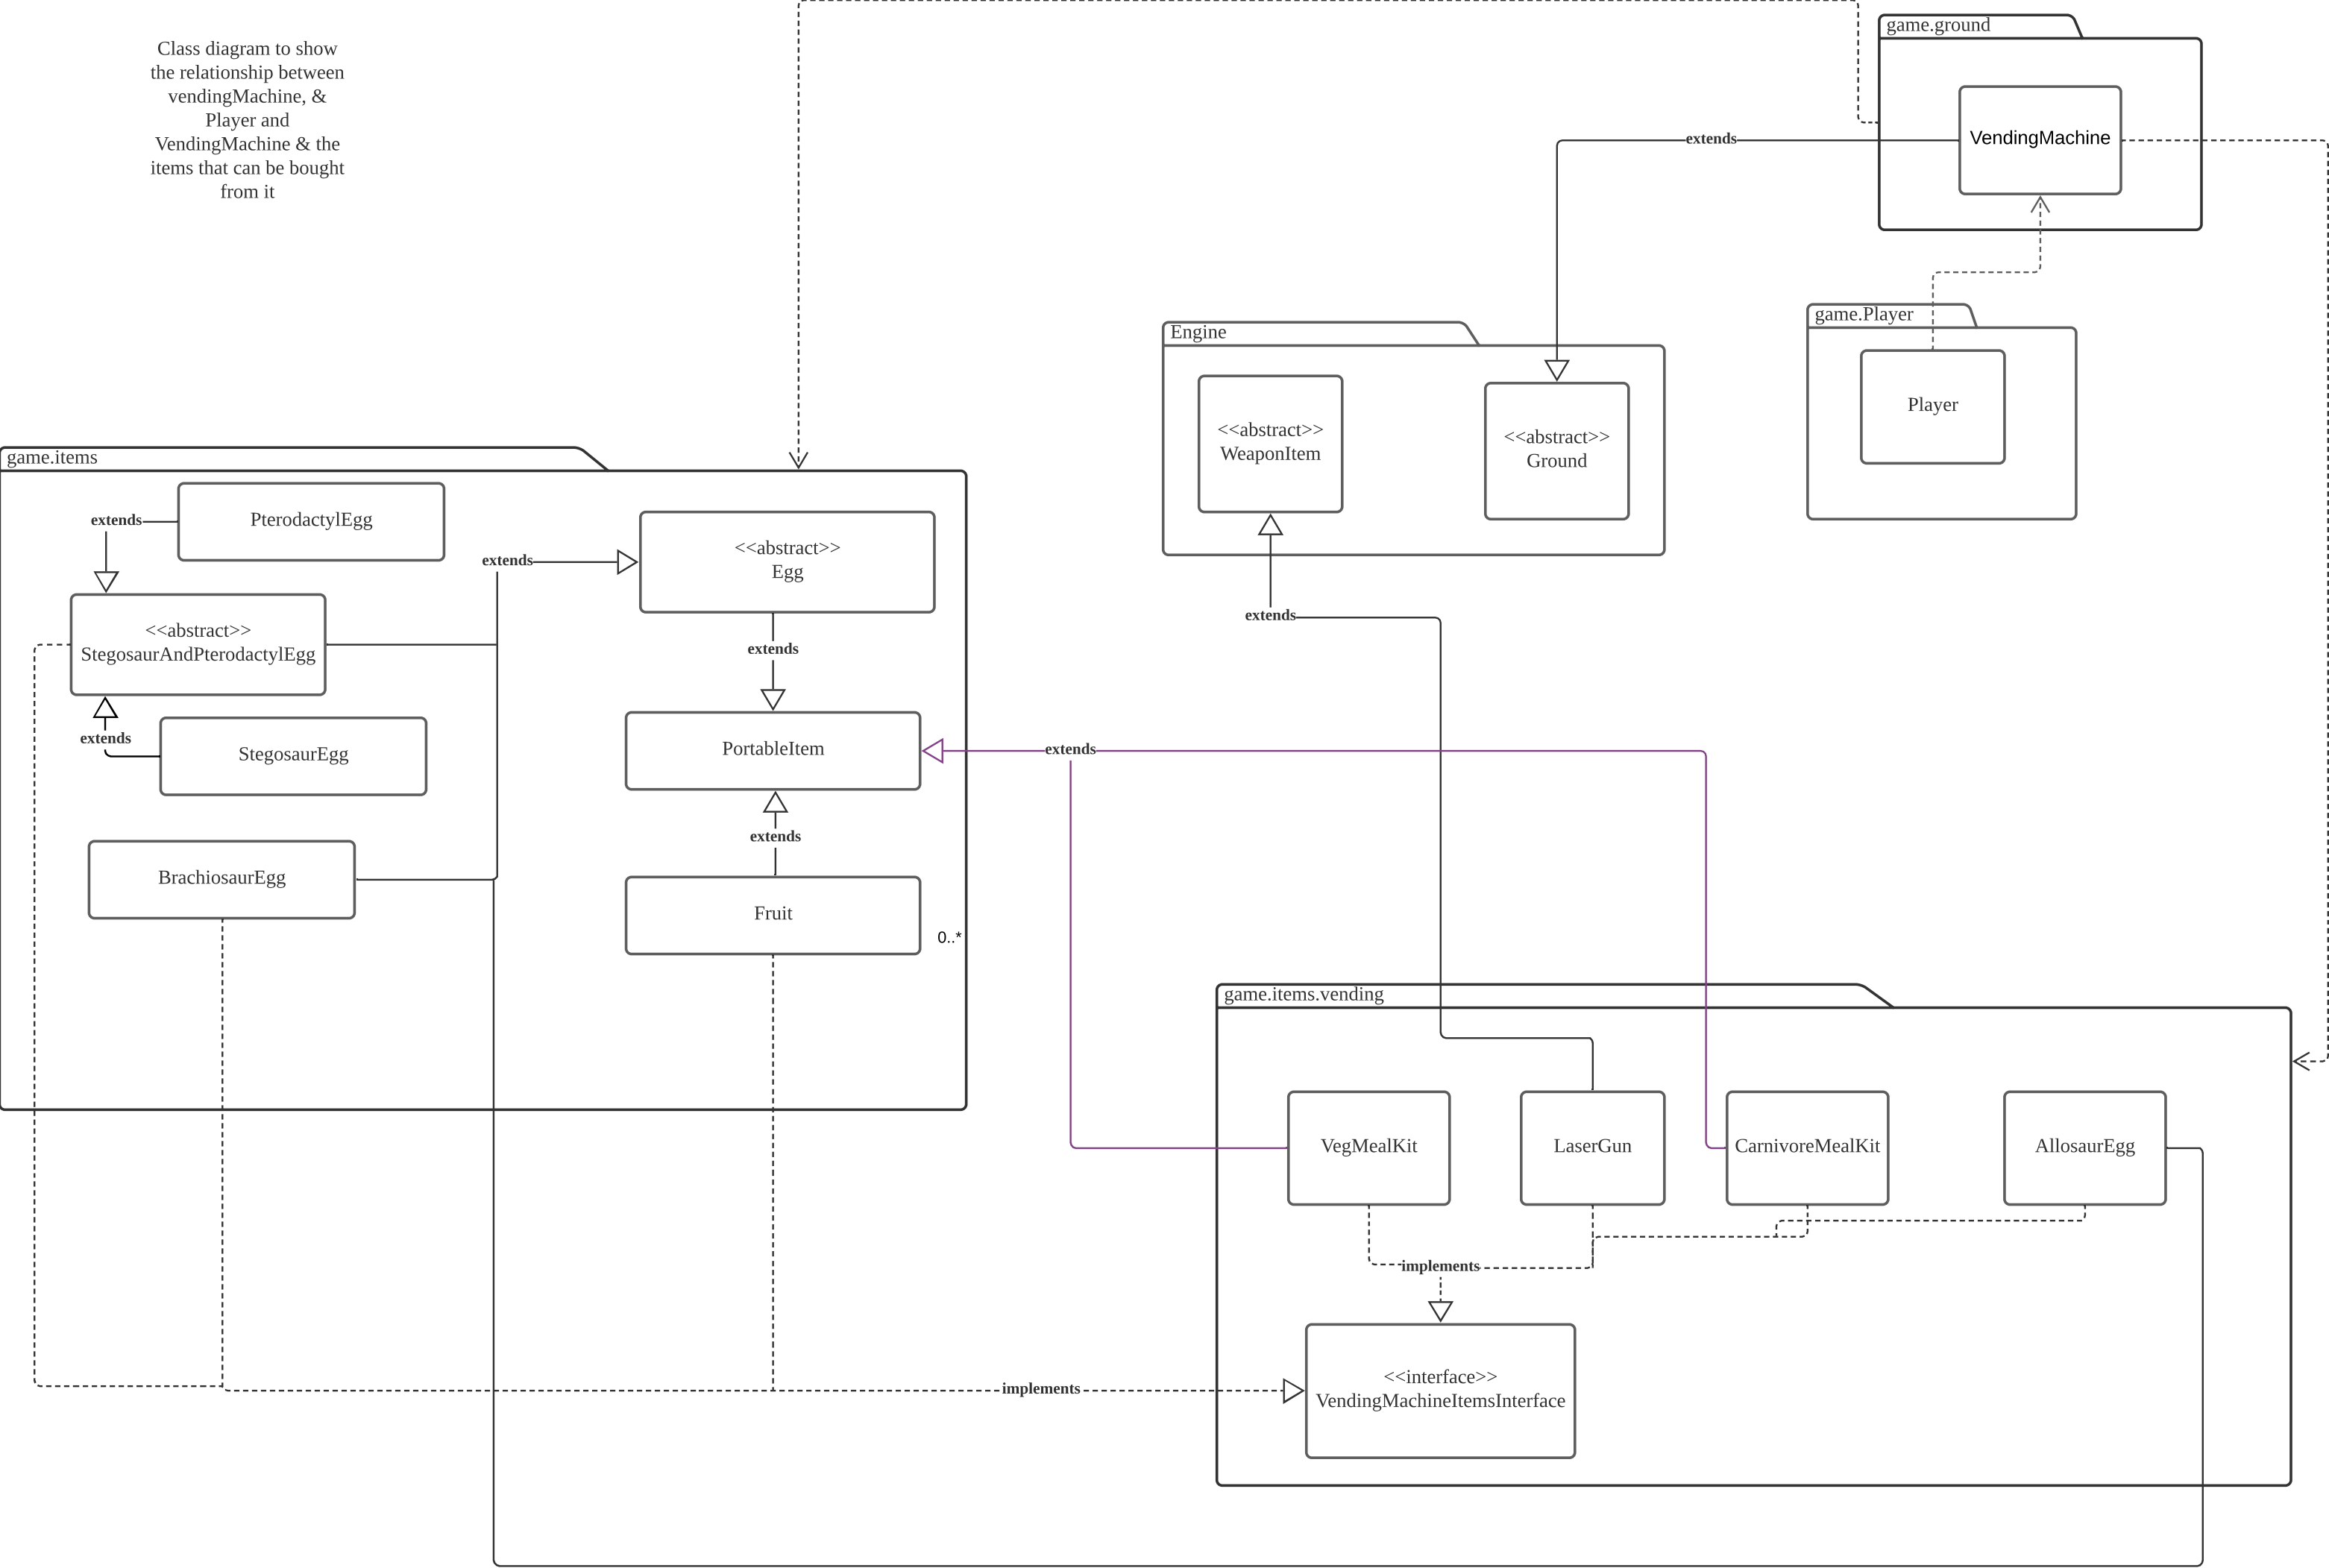 Class diagram to show
the relationship between
vendingMachine, &
Player and
VendingMachine & the
items that can be bought
from it
game.ground
VendingMachine
extends
game.Player
Player
Engine
<<abstract>>
WeaponItem
<<abstract>>
Ground
extends
game.items
PterodactylEgg
extends
<<abstract>>
StegosaurAndPterodactylEgg
extends
StegosaurEgg
BrachiosaurEgg
extends
<<abstract>>
Egg
extends
PortableItem
extends
Fruit
0..*
extends
game.items.vending
VegMealKit
LaserGun
CarnivoreMealKit
AllosaurEgg
implements
<<interface>>
VendingMachineItemsInterface
implements